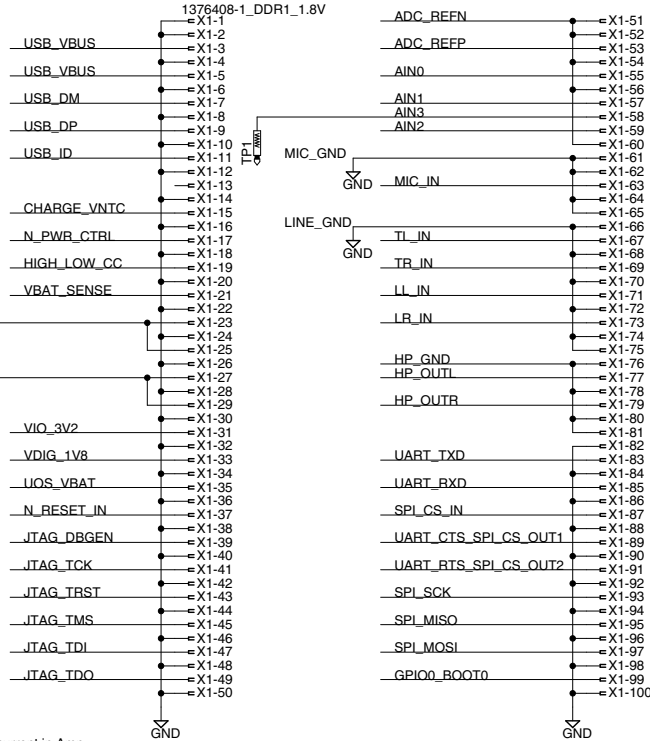 1376408-1_DDR1_1.8V
X1-1
X1-2
USB_VBUS X1-3
X1-4
USB_VBUS X1-5
X1-6
USB_DM X1-7
X1-8
USB_DP X1-9
X1-10
USB_ID X1-11
X1-12
X1-13
X1-14
CHARGE_VNTC X1-15
X1-16
N_PWR_CTRL X1-17
X1-18
HIGH_LOW_CC X1-19
X1-20
VBAT_SENSE X1-21
X1-22
X1-23
X1-24
X1-25
X1-26
X1-27
X1-28
X1-29
X1-30
VIO_3V2 X1-31
X1-32
VDIG_1V8 X1-33
X1-34
UOS_VBAT X1-35
X1-36
N_RESET_IN X1-37
X1-38
JTAG_DBGEN X1-39
X1-40
JTAG_TCK X1-41
X1-42
JTAG_TRST X1-43
X1-44
JTAG_TMS X1-45
X1-46
JTAG_TDI X1-47
X1-48
JTAG_TDO X1-49
X1-50
GND
TP1
ADC_REFN X1-51
X1-52
ADC_REFP X1-53
X1-54
AIN0 X1-55
X1-56
AIN1 X1-57
AIN3 X1-58
AIN2 X1-59
X1-60
MIC_GND X1-61
X1-62
GND MIC_IN X1-63
X1-64
X1-65
LINE_GND X1-66
TL_IN X1-67
GND X1-68
TR_IN X1-69
X1-70
LL_IN X1-71
X1-72
LR_IN X1-73
X1-74
X1-75
HP_GND X1-76
HP_OUTL X1-77
X1-78
HP_OUTR X1-79
X1-80
X1-81
X1-82
UART_TXD X1-83
X1-84
UART_RXD X1-85
X1-86
SPI_CS_IN X1-87
X1-88
UART_CTS_SPI_CS_OUT1 X1-89
X1-90
UART_RTS_SPI_CS_OUT2 X1-91
X1-92
SPI_SCK X1-93
X1-94
SPI_MISO X1-95
X1-96
SPI_MOSI X1-97
X1-98
GPIO0_BOOT0 X1-99
X1-100
GND